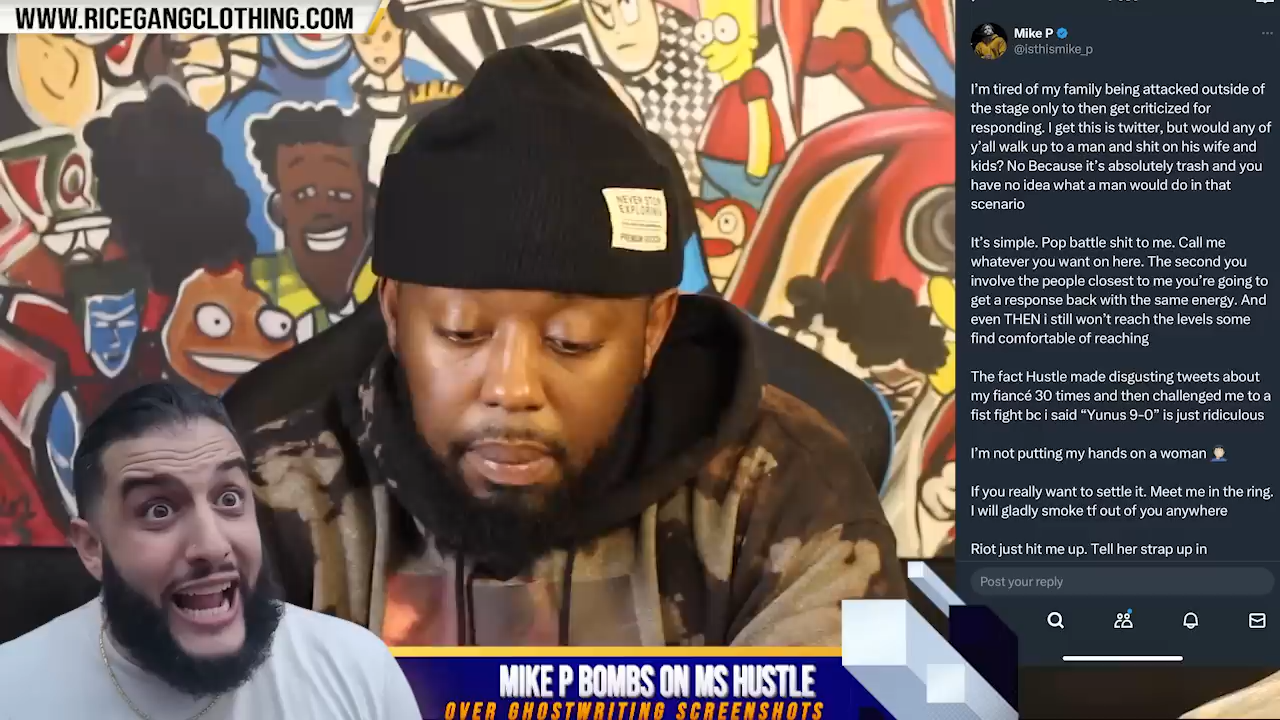 WWW.RICEGANGCLOTHING.COM
NEVER STOP
EXPLORING
PREMIUM GOODS
Q
Mike P
@isthismike_p
I'm tired of my family being attacked outside of
the stage only to then get criticized for
responding. I get this is twitter, but would any of
y'all walk up to a man and shit on his wife and
kids? No Because it's absolutely trash and you
have no idea what a man would do in that
scenario
It's simple. Keep battle shit to me. Call me
whatever you want on here. The second you
involve the people closest to me you're going to
get a response back with the same energy. And
even THEN i still won't reach the levels some
find comfortable of reaching
The fact Hustle made disgusting tweets about
my fiancé 30 times and then challenged me to a
fist fight bc i said “Yunus 9-0” is just ridiculous
I'm not putting my hands on a woman 🤦🏻‍♂️
If you really want to settle it. Meet me in the ring.
I will gladly smoke tf out of you anywhere
Riot just hit me up. Tell her strap up in
Post your reply
MIKE P BOMBS ON MS HUSTLE
OVER GHOSTWRITING SCREENSHOTS